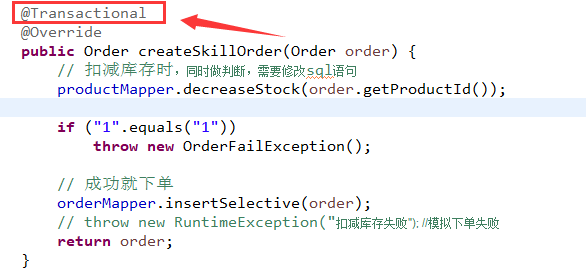 @Transactional
@Override
public Order createSkillOrder(Order order) {
// 扣减库存时，同时做判断，需要修改sql语句
productMapper.decreaseStock(order.getProductId());
if ("1".equals("1"))
throw new OrderFailException();
// 成功就下单
orderMapper.insertSelective(order);
// throw new RuntimeException("扣减库存失败"); //模拟下单失败
return order;
}